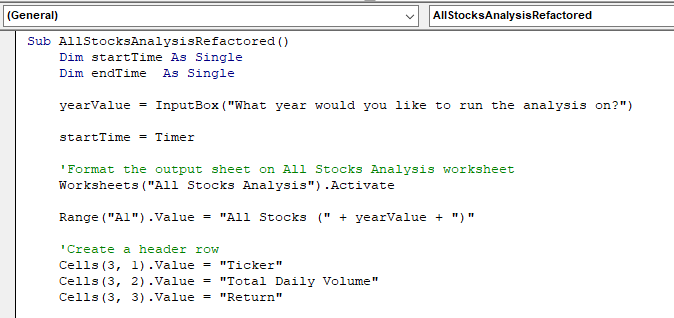 (General) AllStocksAnalysisRefactored
Sub AllStocksAnalysisRefactored()
Dim startTime As Single
Dim endTime  As Single
yearValue = InputBox("What year would you like to run the analysis on?")
startTime = Timer
'Format the output sheet on All Stocks Analysis worksheet
Worksheets("All Stocks Analysis").Activate
Range("A1").Value = "All Stocks (" + yearValue + ")"
'Create a header row
Cells(3, 1).Value = "Ticker"
Cells(3, 2).Value = "Total Daily Volume"
Cells(3, 3).Value = "Return"